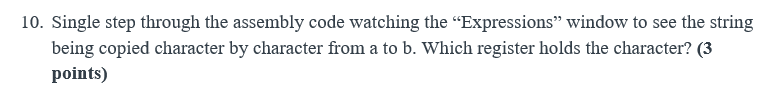 10. Single step through the assembly code watching the “Expressions” window to see the string
being copied character by character from a to b. Which register holds the character? (3
points)